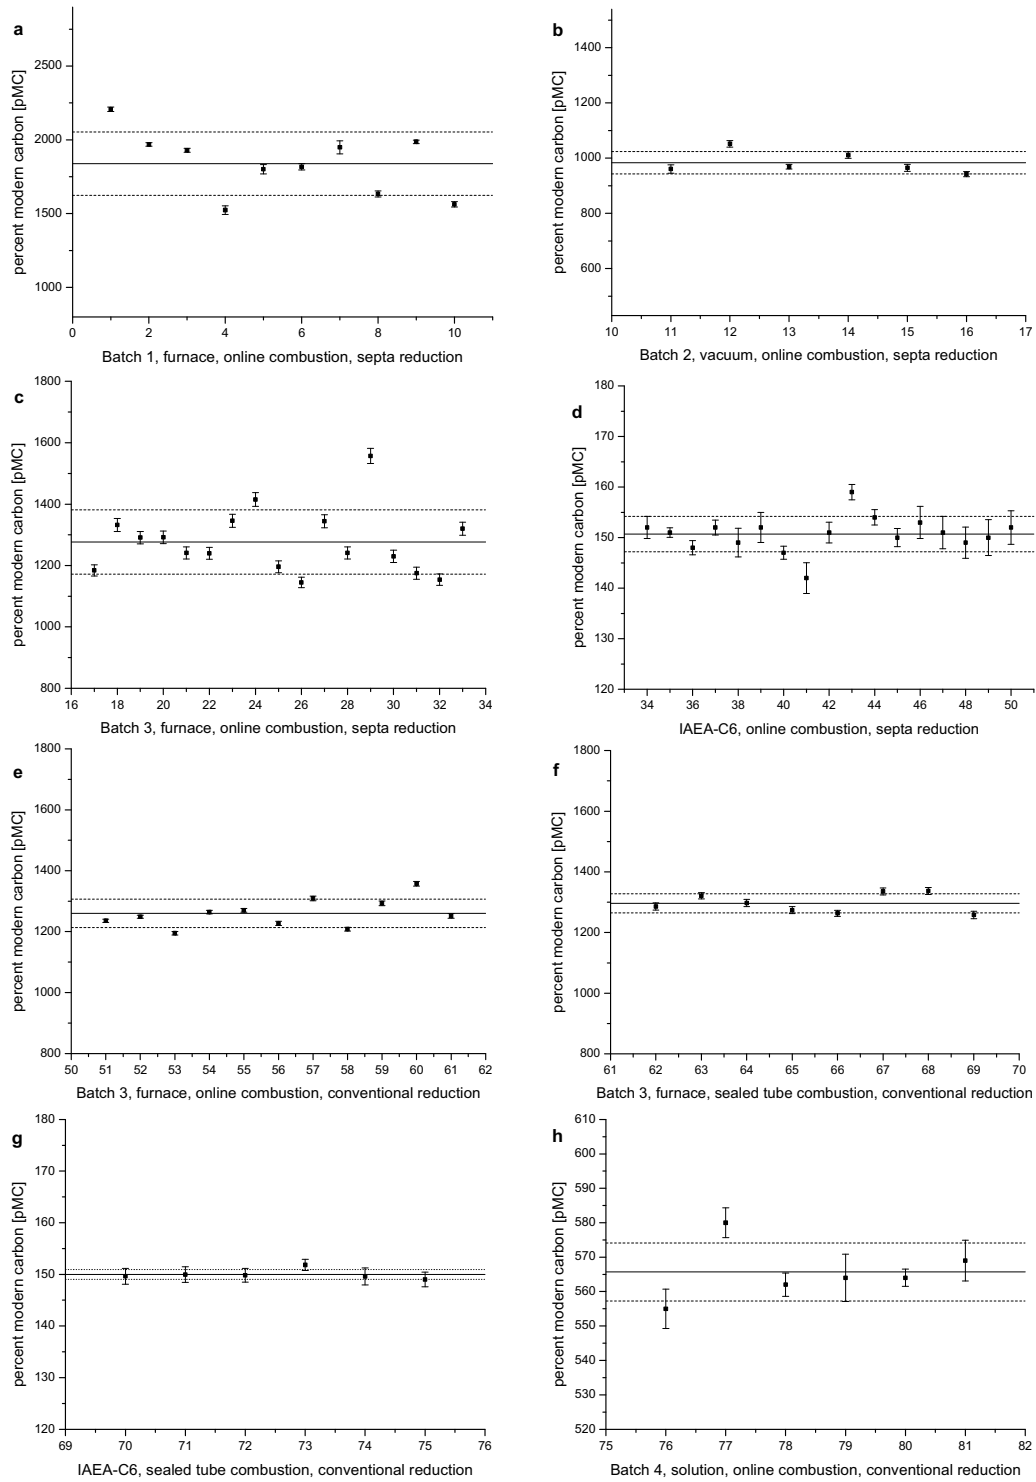 a
percent modern carbon [pMC]
2500
2000
1500
1000
0 2 4 6 8 10
Batch 1, furnace, online combustion, septa reduction
b
percent modern carbon [pMC]
1400
1200
1000
800
600
10 11 12 13 14 15 16 17
Batch 2, vacuum, online combustion, septa reduction
c
percent modern carbon [pMC]
1800
1600
1400
1200
1000
800
16 18 20 22 24 26 28 30 32 34
Batch 3, furnace, online combustion, septa reduction
d
percent modern carbon [pMC]
180
170
160
150
140
130
120
34 36 38 40 42 44 46 48 50
IAEA-C6, online combustion, septa reduction
e
percent modern carbon [pMC]
1800
1600
1400
1200
1000
800
50 51 52 53 54 55 56 57 58 59 60 61 62
Batch 3, furnace, online combustion, conventional reduction
f
percent modern carbon [pMC]
1800
1600
1400
1200
1000
800
61 62 63 64 65 66 67 68 69 70
Batch 3, furnace, sealed tube combustion, conventional reduction
g
percent modern carbon [pMC]
180
170
160
150
140
130
120
69 70 71 72 73 74 75 76
IAEA-C6, sealed tube combustion, conventional reduction
h
percent modern carbon [pMC]
610
600
590
580
570
560
550
540
530
520
75 76 77 78 79 80 81 82
Batch 4, solution, online combustion, conventional reduction